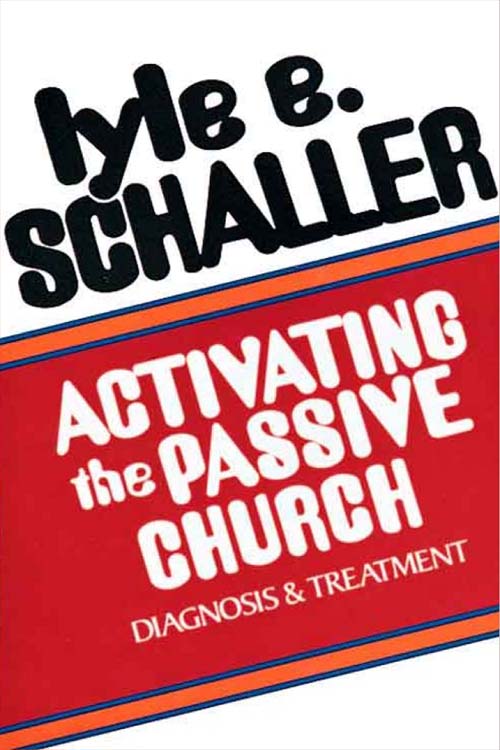 lyle e.
SCHALLER
ACTIVATING
the PASSIVE
CHURCH
DIAGNOSIS & TREATMENT